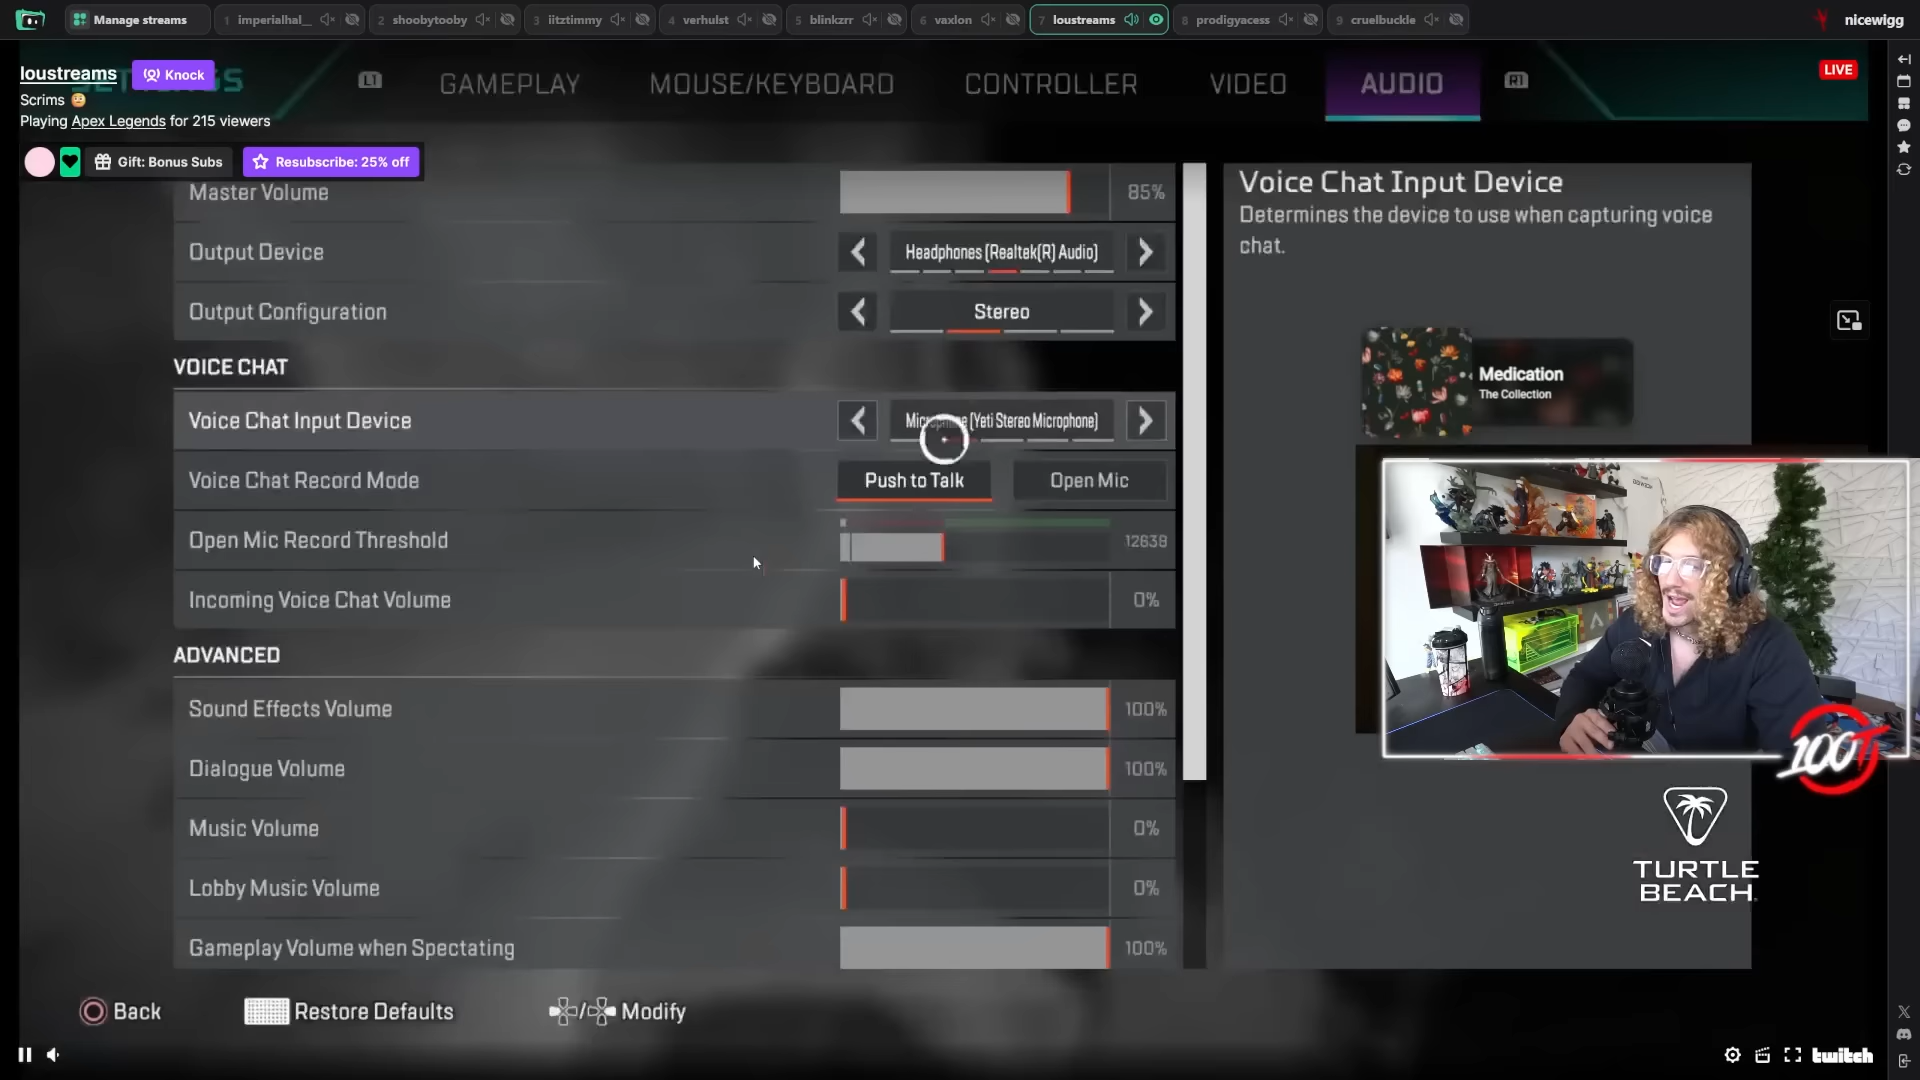 Manage streams
1 imperialhal_
2 shoobytooby
3 iitztimmy
4 verhulst
5 blinkzrr
6 vaxlon
7 loustreams
8 prodigyacess
9 cruelbuckle
nicewigg
loustreams
Knock
L1
GAMEPLAY
MOUSE/KEYBOARD
CONTROLLER
VIDEO
AUDIO
R1
LIVE
Scrims
Playing Apex Legends for 215 viewers
Gift: Bonus Subs
Resubscribe: 25% off
Master Volume
85%
Output Device
Headphones (Realtek(R) Audio)
Output Configuration
Stereo
VOICE CHAT
Voice Chat Input Device
Microphone (Yeti Stereo Microphone)
Voice Chat Record Mode
Push to Talk
Open Mic
Open Mic Record Threshold
12638
Incoming Voice Chat Volume
0%
ADVANCED
Sound Effects Volume
100%
Dialogue Volume
100%
Music Volume
0%
Lobby Music Volume
0%
Gameplay Volume when Spectating
100%
Voice Chat Input Device
Determines the device to use when capturing voice
chat.
Medication
The Collection
100T
TURTLE
BEACH
Back
Restore Defaults
/
Modify
twitch